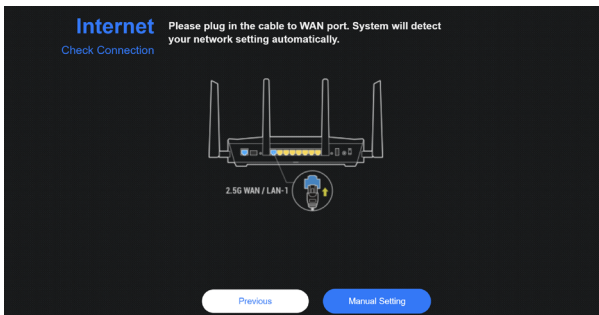 Internet
Check Connection
Please plug in the cable to WAN port. System will detect
your network setting automatically.
2.5G WAN / LAN-1
Previous
Manual Setting